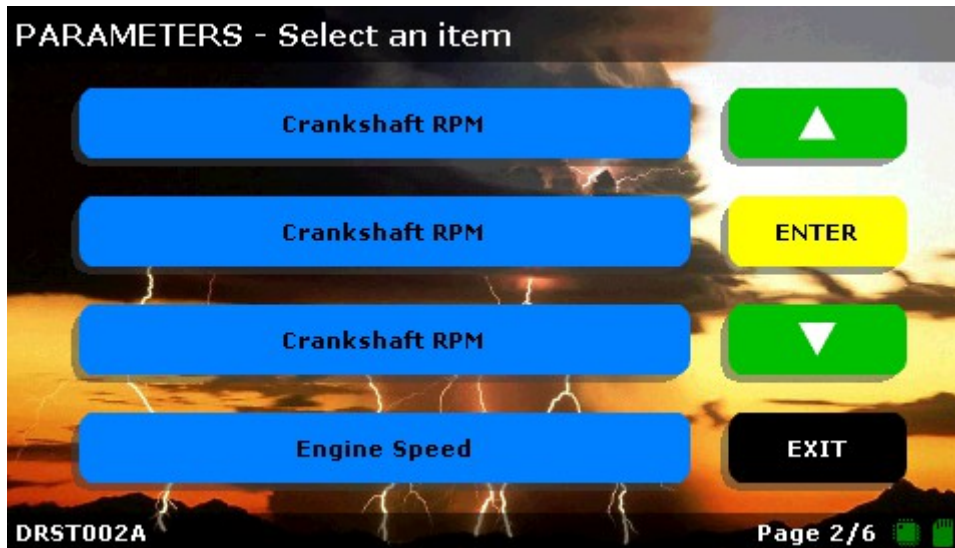 PARAMETERS - Select an item
Crankshaft RPM
Crankshaft RPM
ENTER
Crankshaft RPM
Engine Speed
EXIT
DRST002A
Page 2/6